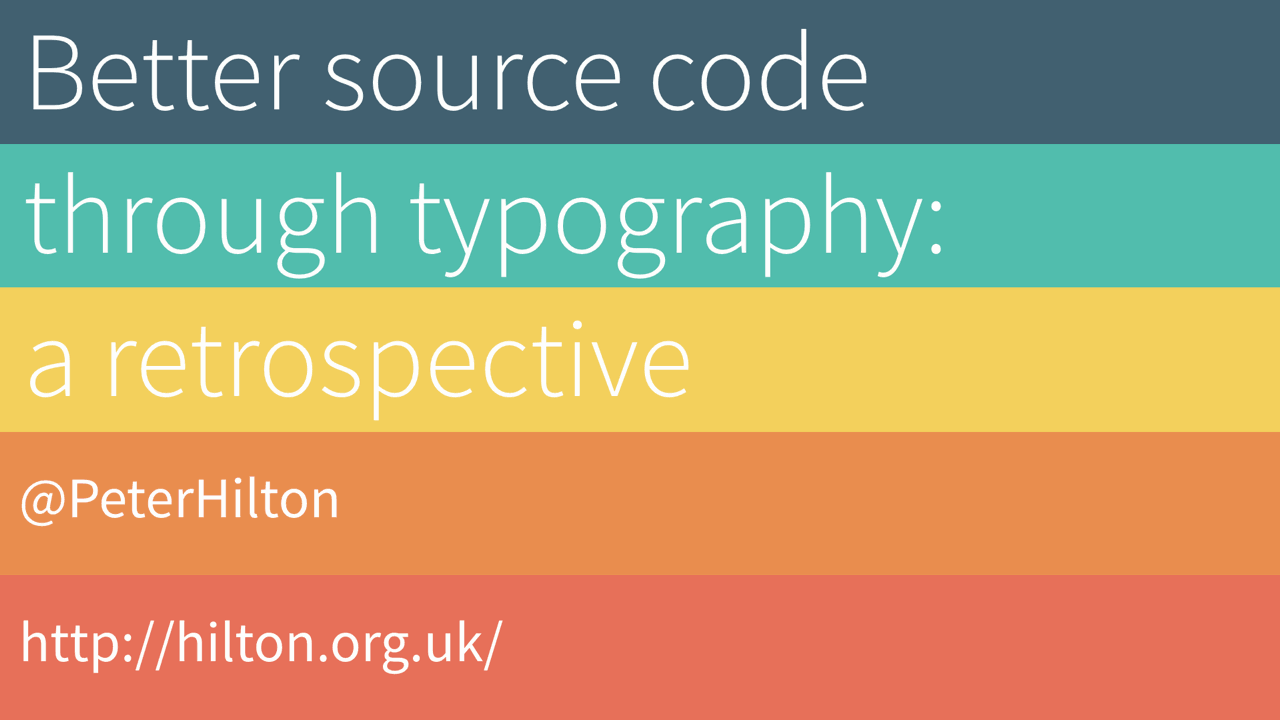 Better source code
through typography:
a retrospective
@PeterHilton
http://hilton.org.uk/